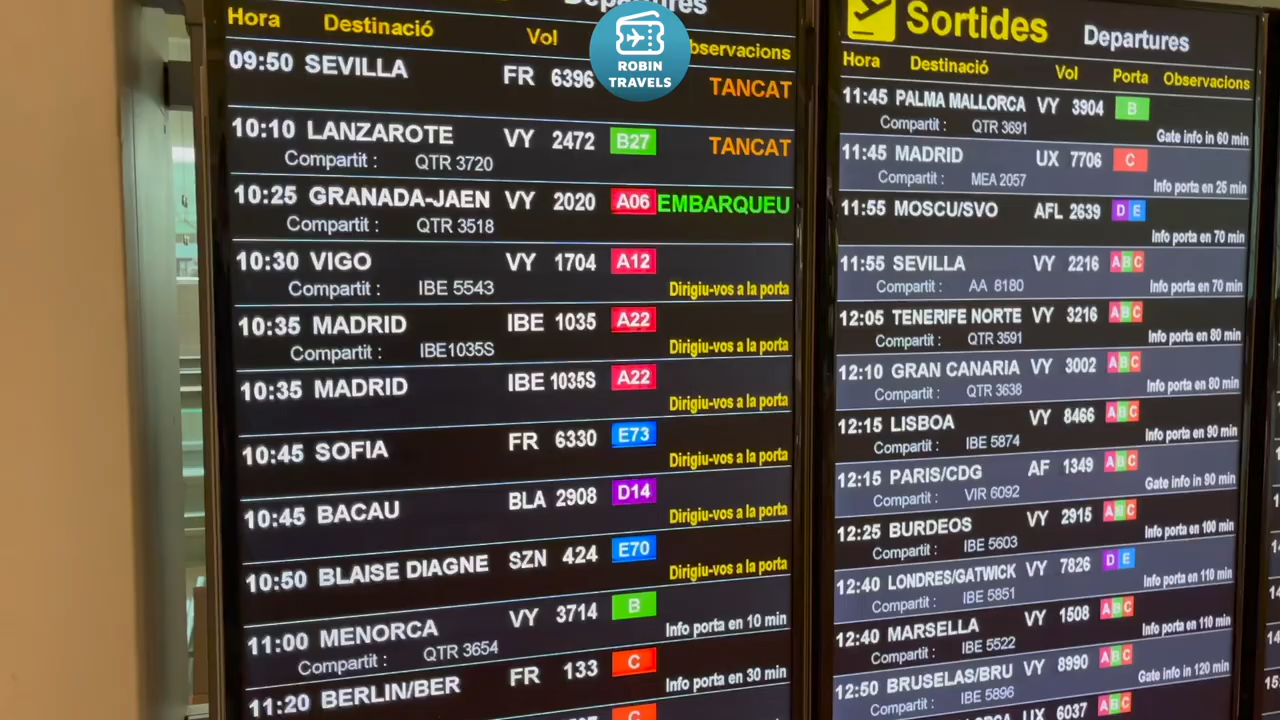 Departures
Hora Destinació Vol Observacions
09:50 SEVILLA FR 6396 TANCAT
10:10 LANZAROTE VY 2472 B27 TANCAT
Compartit : QTR 3720
10:25 GRANADA-JAEN VY 2020 A06 EMBARQUEU
Compartit : QTR 3518
10:30 VIGO VY 1704 A12
Compartit : IBE 5543 Dirigiu-vos a la porta
10:35 MADRID IBE 1035 A22
Compartit : IBE1035S Dirigiu-vos a la porta
10:35 MADRID IBE 1035S A22
Dirigiu-vos a la porta
10:45 SOFIA FR 6330 E73
Dirigiu-vos a la porta
10:45 BACAU BLA 2908 D14
Dirigiu-vos a la porta
10:50 BLAISE DIAGNE SZN 424 E70
Dirigiu-vos a la porta
11:00 MENORCA VY 3714 B
Compartit : QTR 3654 Info porta en 10 min
11:20 BERLIN/BER FR 133 C
Info porta en 30 min
C
ROBIN
TRAVELS
Sortides Departures
Hora Destinació Vol Porta Observacions
11:45 PALMA MALLORCA VY 3904 B
Compartit : QTR 3691 Gate info in 60 min
11:45 MADRID UX 7706 C
Compartit : MEA 2057 Info porta en 25 min
11:55 MOSCU/SVO AFL 2639 D E
Info porta en 70 min
11:55 SEVILLA VY 2216 A B C
Compartit : AA 8180 Info porta en 70 min
12:05 TENERIFE NORTE VY 3216 A B C
Compartit : QTR 3591 Info porta en 80 min
12:10 GRAN CANARIA VY 3002 A B C
Compartit : QTR 3638 Info porta en 80 min
12:15 LISBOA VY 8466 A B C
Compartit : IBE 5874 Info porta en 90 min
12:15 PARIS/CDG AF 1349 A B C
Compartit : VIR 6092 Gate info in 90 min
12:25 BURDEOS VY 2915 A B C
Compartit : IBE 5603 Info porta en 100 min
12:40 LONDRES/GATWICK VY 7826 D E
Compartit : IBE 5851 Info porta en 110 min
12:40 MARSELLA VY 1508 A B C
Compartit : IBE 5522 Info porta en 110 min
12:50 BRUSELAS/BRU VY 8990 A B C
Compartit : IBE 5896 Gate info in 120 min
UX 6037 A B C